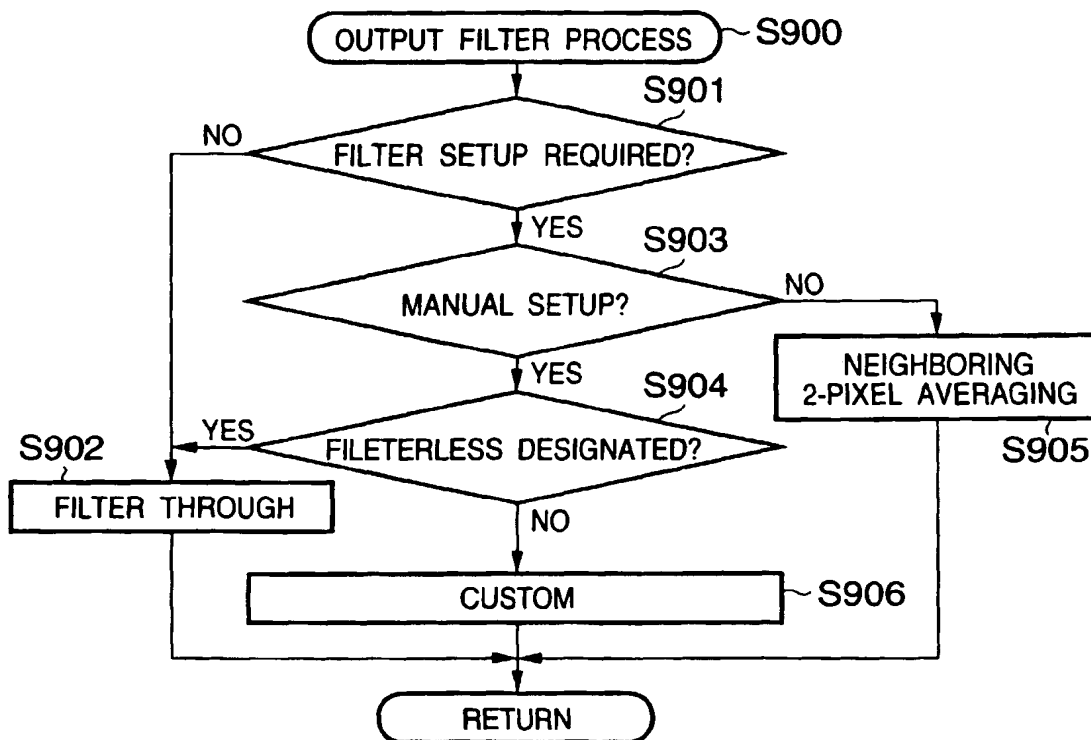 OUTPUT FILTER PROCESS
S900
S901
NO
FILTER SETUP REQUIRED?
YES
S903
MANUAL SETUP?
NO
NEIGHBORING
2-PIXEL AVERAGING
S905
YES
S904
YES
FILETERLESS DESIGNATED?
S902
FILTER THROUGH
NO
CUSTOM
S906
RETURN